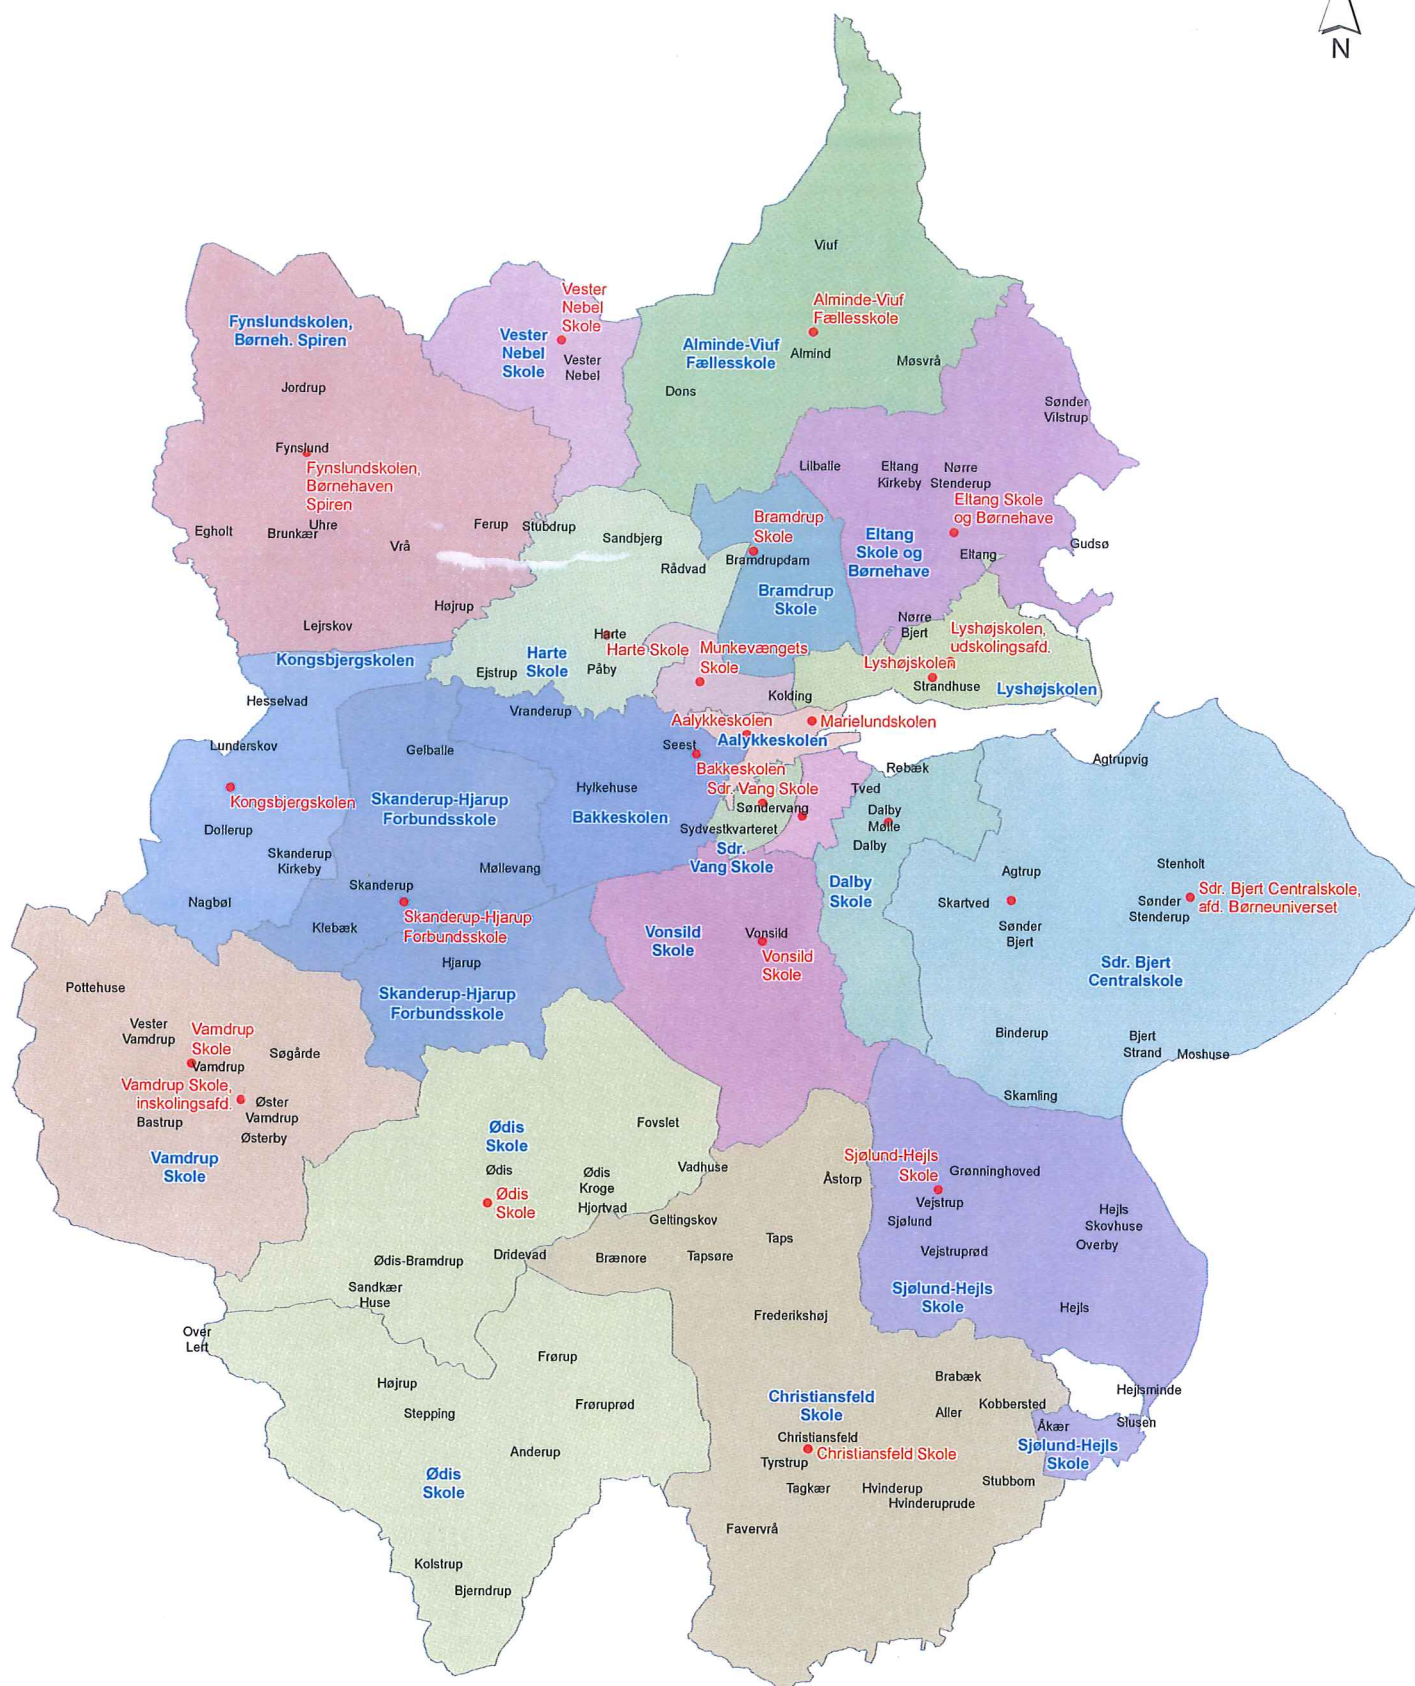 N
Viuf
Vester
Nebel
Skole
Alminde-Viuf
Fællesskole
Fynslundskolen,
Børneh. Spiren
Vester
Nebel
Skole
Alminde-Viuf
Fællesskole
Almind
Vester
Nebel
Møsvrå
Jordrup
Dons
Sønder
Vilstrup
Fynslund
Fynslundskolen,
Børnehaven
Spiren
Lilballe
Eltang
Kirkeby
Nørre
Stenderup
Eltang Skole
og Børnehave
Egholt
Brunkær
Uhre
Vrå
Ferup
Stubdrup
Sandbjerg
Rådvad
Bramdrup
Skole
Bramdrupdam
Bramdrup
Skole
Eltang
Skole og
Børnehave
Eltang
Gudsø
Højrup
Lejrskov
Harte
Harte Skole
Harte
Skole
Påby
Ejstrup
Munkevængets
Skole
Nørre
Bjert
Lyshøjskolen,
udskolingsafd.
Lyshøjskolen
Strandhuse
Lyshøjskolen
Kongsbjergskolen
Hesselvad
Kolding
Vranderup
Aalykkeskolen
Marielundskolen
Aalykkeskolen
Lunderskov
Gelballe
Seest
Bakkeskolen
Rebæk
Agtrupvig
Kongsbjergskolen
Skanderup-Hjarup
Forbundsskole
Hylkehuse
Bakkeskolen
Sdr. Vang Skole
Søndervang
Tved
Dalby
Mølle
Dalby
Døllerup
Sydvestkvarteret
Sdr.
Vang Skole
Skanderup
Kirkeby
Møllevang
Skanderup
Dalby
Skole
Agtrup
Stenholt
Nagbøl
Skanderup-Hjarup
Forbundsskole
Klebæk
Skartved
Sønder
Stenderup
Sdr. Bjert Centralskole,
afd. Børneuniverset
Vonsild
Skole
Vonsild
Vonsild
Skole
Sønder
Bjert
Hjarup
Skanderup-Hjarup
Forbundsskole
Sdr. Bjert
Centralskole
Pottehuse
Vester
Vamdrup
Vamdrup
Skole
Vamdrup
Søgårde
Binderup
Bjert
Strand
Moshuse
Vamdrup Skole,
inskolingsafd.
Øster
Vamdrup
Bastrup
Østerby
Skamling
Vamdrup
Skole
Ødis
Skole
Fovslet
Ødis
Ødis
Kroge
Vadhuse
Hjortvad
Ødis
Skole
Sjølund-Hejls
Skole
Grønninghoved
Åstorp
Vejstrup
Sjølund
Hejls
Skovhuse
Overby
Geltingskov
Taps
Vejstruprød
Ødis-Bramdrup
Dridevad
Brænore
Tapsøre
Sandkær
Huse
Sjølund-Hejls
Skole
Hejls
Frederikshøj
Over
Lert
Frørup
Højrup
Brabæk
Hejlsminde
Stepping
Frøruprød
Christiansfeld
Skole
Kobbersted
Aller
Åkær
Slusen
Christiansfeld
Christiansfeld Skole
Sjølund-Hejls
Skole
Anderup
Tyrstrup
Ødis
Skole
Tagkær
Hvinderup
Hvinderuprude
Stubbom
Favervrå
Kolstrup
Bjerndrup